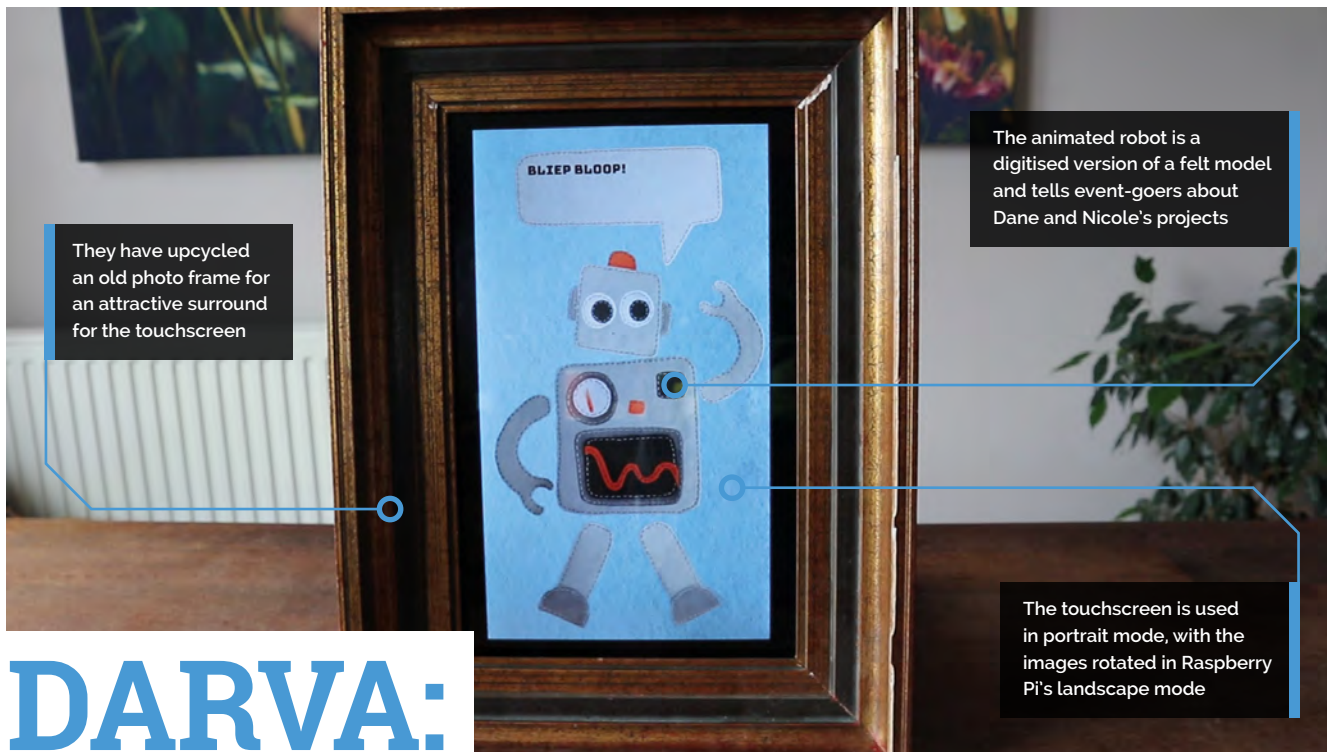 BLIEP BLOOP!
The animated robot is a
digitised version of a felt model
and tells event-goers about
Dane and Nicole's projects
They have upcycled
an old photo frame for
an attractive surround
for the touchscreen
The touchscreen is used
in portrait mode, with the
images rotated in Raspberry
Pi's landscape mode
DARVA: